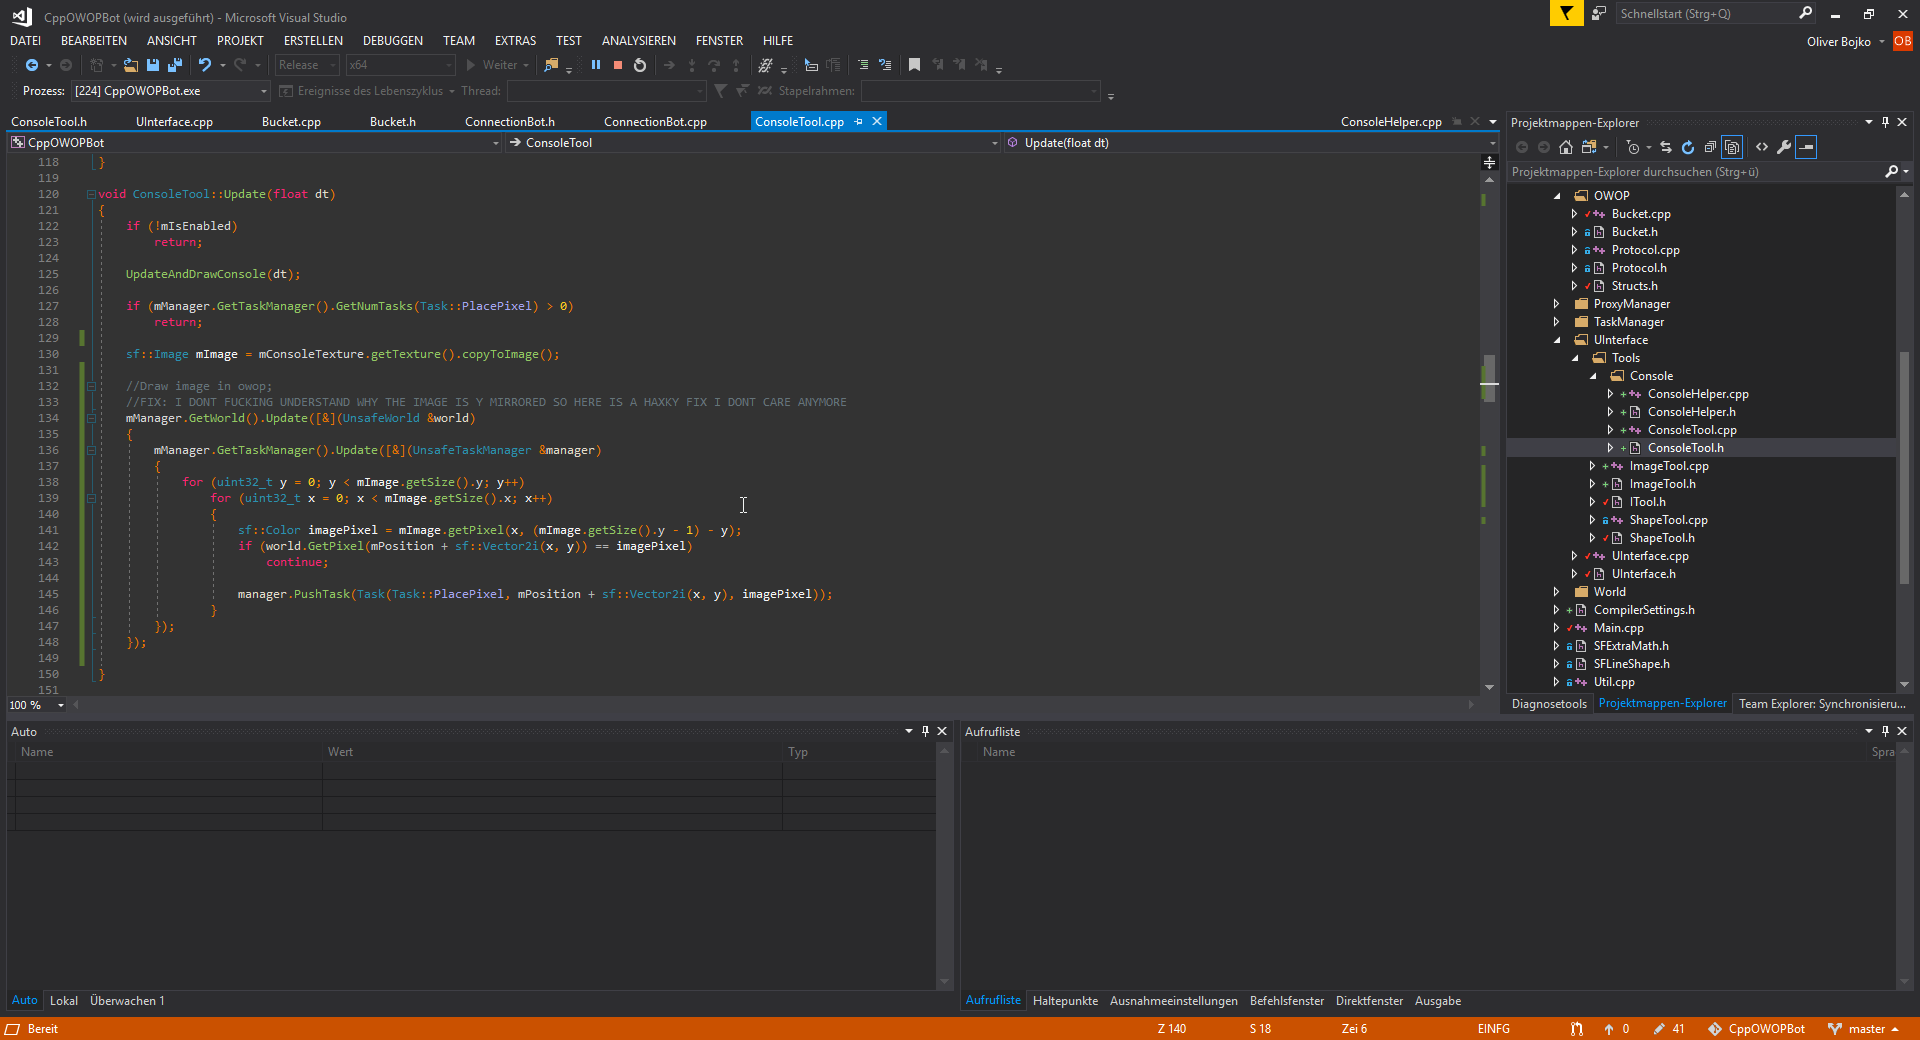 CppOWOPBot (wird ausgeführt) - Microsoft Visual Studio
Schnellstart (Strg+Q)
DATEI BEARBEITEN ANSICHT PROJEKT ERSTELLEN DEBUGGEN TEAM EXTRAS TEST ANALYSIEREN FENSTER HILFE
Oliver Bojko OB
Release x64 Weiter
Prozess: [224] CppOWOPBot.exe Ereignisse des Lebenszyklus Thread: Stapelrahmen:
ConsoleTool.h UInterface.cpp Bucket.cpp Bucket.h ConnectionBot.h ConnectionBot.cpp ConsoleTool.cpp ConsoleHelper.cpp
CppOWOPBot ConsoleTool Update(float dt)
118 }
119
120 void ConsoleTool::Update(float dt)
121 {
122 if (!mIsEnabled)
123 return;
124
125 UpdateAndDrawConsole(dt);
126
127 if (mManager.GetTaskManager().GetNumTasks(Task::PlacePixel) > 0)
128 return;
129
130 sf::Image mImage = mConsoleTexture.getTexture().copyToImage();
131
132 //Draw image in owop;
133 //FIX: I DONT FUCKING UNDERSTAND WHY THE IMAGE IS Y MIRRORED SO HERE IS A HAXKY FIX I DONT CARE ANYMORE
134 mManager.GetWorld().Update([&](UnsafeWorld &world)
135 {
136 mManager.GetTaskManager().Update([&](UnsafeTaskManager &manager)
137 {
138 for (uint32_t y = 0; y < mImage.getSize().y; y++)
139 for (uint32_t x = 0; x < mImage.getSize().x; x++)
140 {
141 sf::Color imagePixel = mImage.getPixel(x, (mImage.getSize().y - 1) - y);
142 if (world.GetPixel(mPosition + sf::Vector2i(x, y)) == imagePixel)
143 continue;
144
145 manager.PushTask(Task(Task::PlacePixel, mPosition + sf::Vector2i(x, y), imagePixel));
146 }
147 });
148 });
149
150 }
151
100 %
Projektmappen-Explorer
Projektmappen-Explorer durchsuchen (Strg+ü)
OWOP
Bucket.cpp
Bucket.h
Protocol.cpp
Protocol.h
Structs.h
ProxyManager
TaskManager
UInterface
Tools
Console
ConsoleHelper.cpp
ConsoleHelper.h
ConsoleTool.cpp
ConsoleTool.h
ImageTool.cpp
ImageTool.h
ITool.h
ShapeTool.cpp
ShapeTool.h
UInterface.cpp
UInterface.h
World
CompilerSettings.h
Main.cpp
SFExtraMath.h
SFLineShape.h
Util.cpp
Diagnosetools Projektmappen-Explorer Team Explorer: Synchronisieru...
Auto
Name Wert Typ
Auto Lokal Überwachen 1
Aufrufliste
Name Spra
Aufrufliste Haltepunkte Ausnahmeeinstellungen Befehlsfenster Direktfenster Ausgabe
Bereit Z 140 S 18 Zei 6 EINFG 0 41 CppOWOPBot master